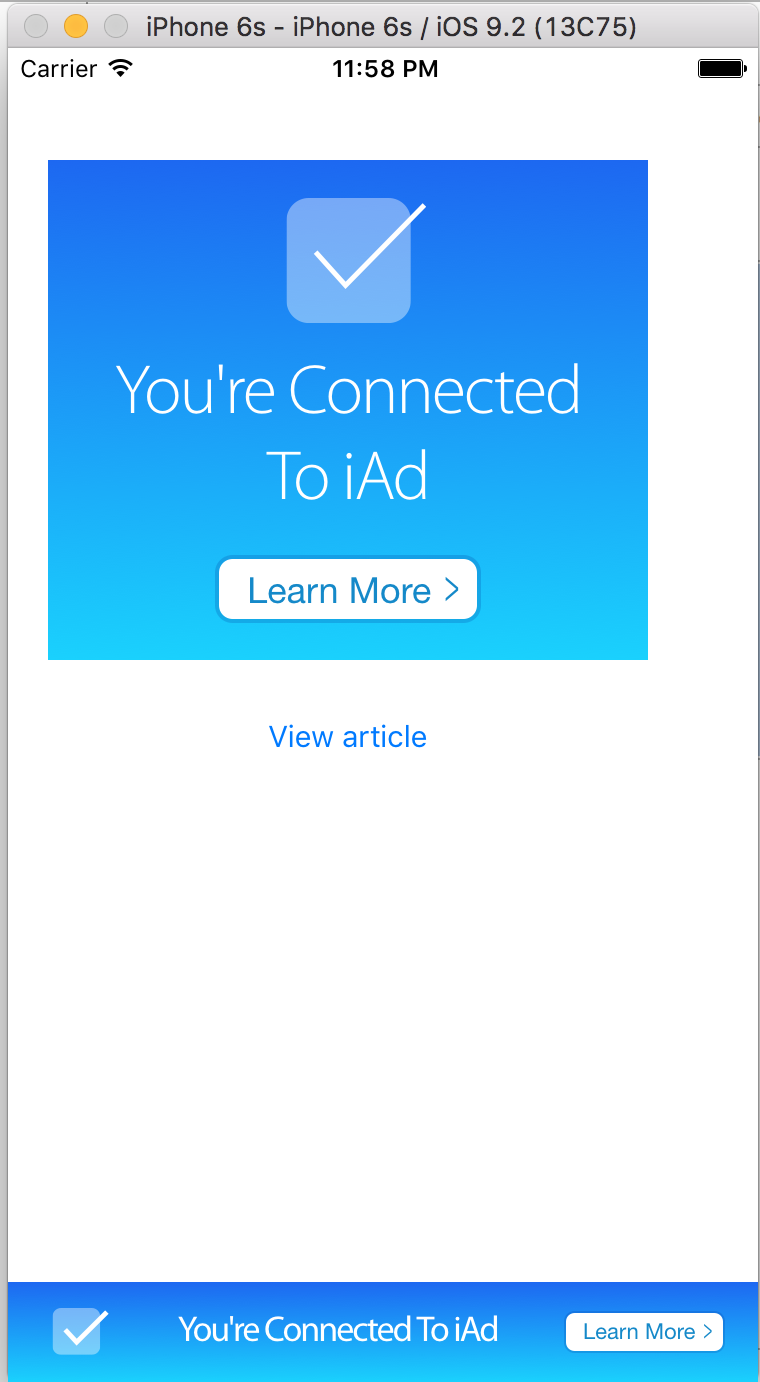 iPhone 6s - iPhone 6s / iOS 9.2 (13C75)
Carrier 11:58 PM
You're Connected
To iAd
Learn More >
View article
You're Connected To iAd Learn More >